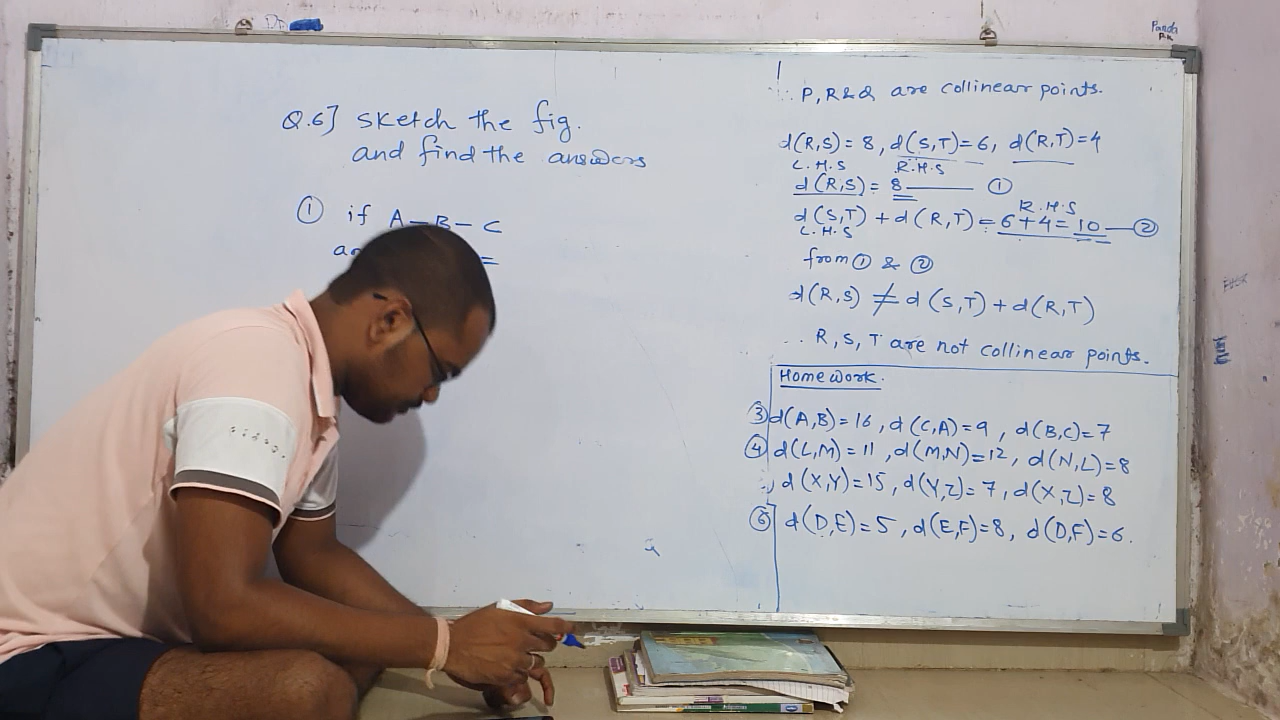 Q.6] Sketch the fig.
and find the answers
① if A—B—C
=
∴ P, R & Q are collinear points.
d(R,S) = 8, d(S,T) = 6, d(R,T) = 4
L.H.S R.H.S
d(R,S) = 8 —— ①
R.H.S
d(S,T) + d(R,T) = 6+4 = 10 — ②
L.H.S
from ① & ②
d(R,S) ≠ d(S,T) + d(R,T)
∴ R, S, T are not collinear points.
Homework.
③ d(A,B) = 16, d(C,A) = 9, d(B,C) = 7
④ d(L,M) = 11, d(M,N) = 12, d(N,L) = 8
d(X,Y) = 15, d(Y,Z) = 7, d(X,Z) = 8
⑥ d(D,E) = 5, d(E,F) = 8, d(D,F) = 6.